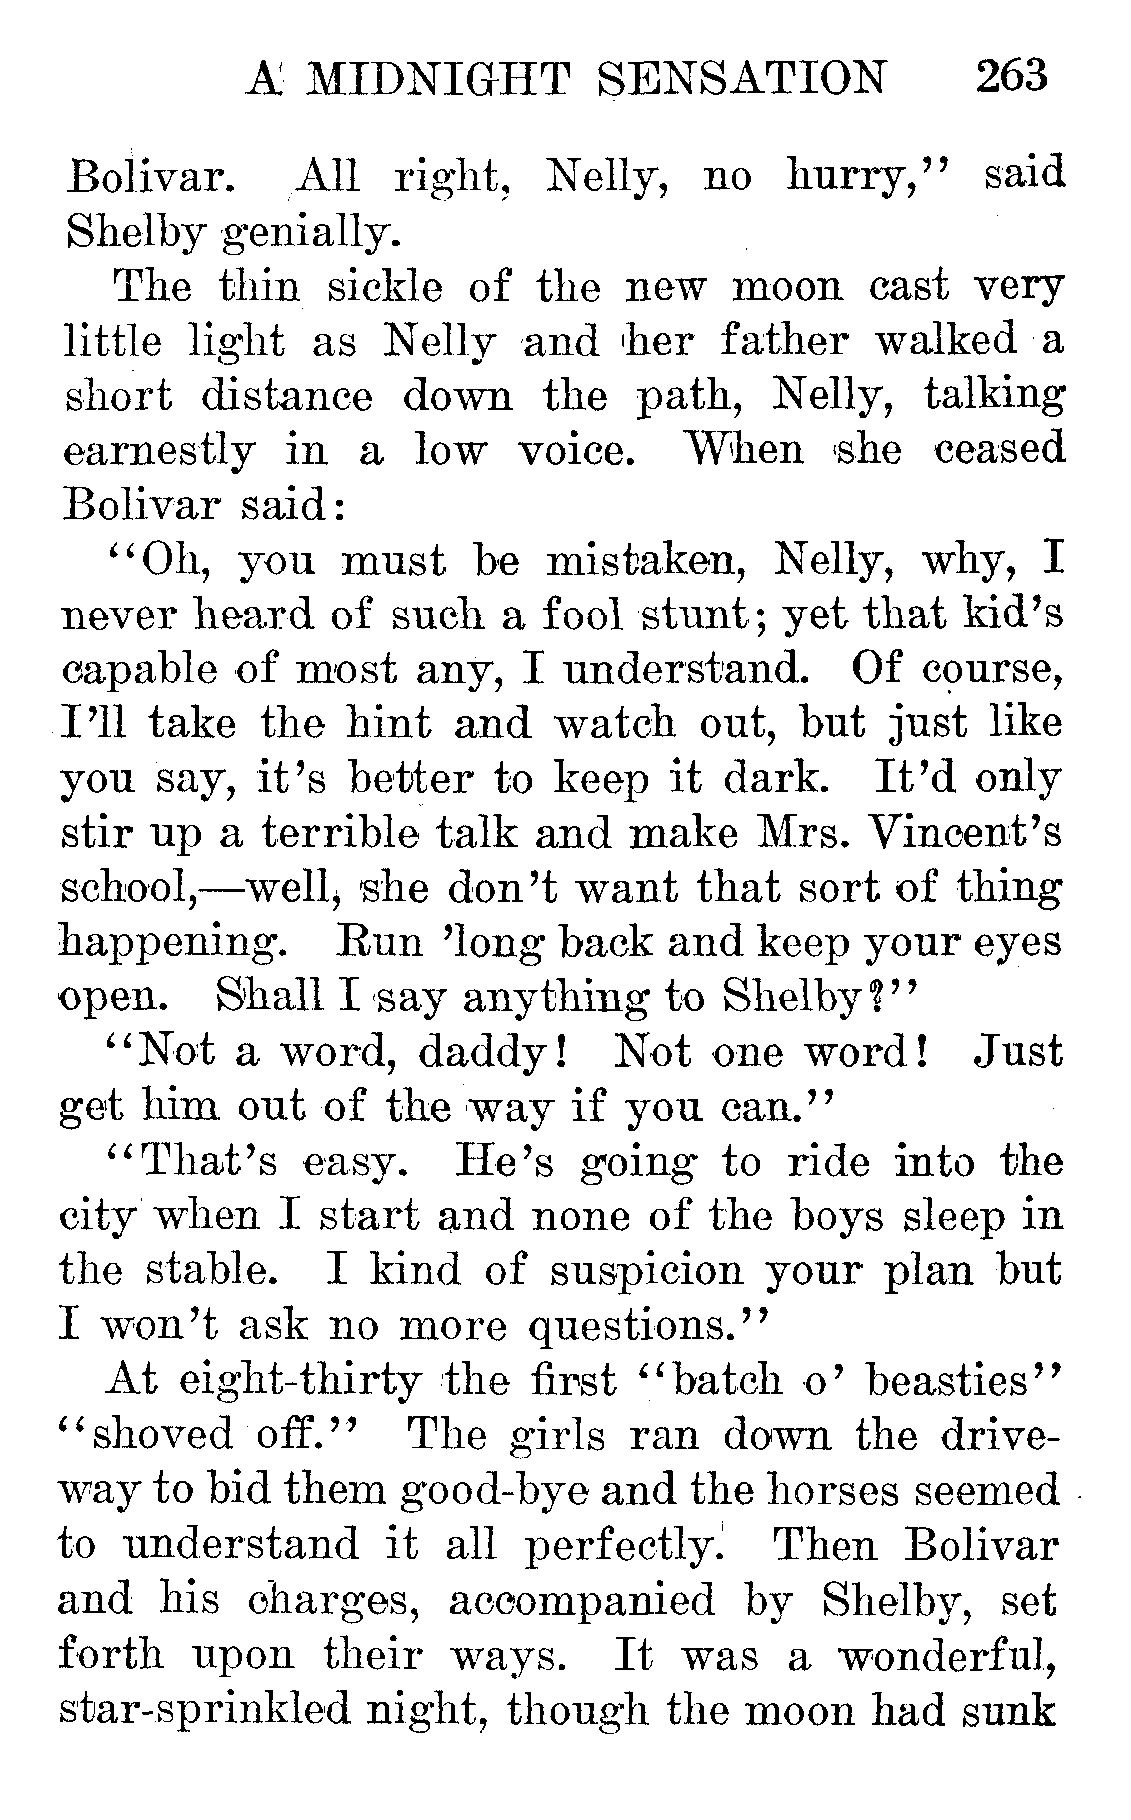 A MIDNIGHT SENSATION 263
Bolivar. All right, Nelly, no hurry,” said
Shelby genially.
The thin sickle of the new moon cast very
little light as Nelly and her father walked a
short distance down the path, Nelly, talking
earnestly in a low voice. When she ceased
Bolivar said:
“Oh, you must be mistaken, Nelly, why, I
never heard of such a fool stunt; yet that kid’s
capable of most any, I understand. Of course,
I’ll take the hint and watch out, but just like
you say, it’s better to keep it dark. It’d only
stir up a terrible talk and make Mrs. Vincent’s
school,—well, she don’t want that sort of thing
happening. Run ’long back and keep your eyes
open. Shall I say anything to Shelby?”
“Not a word, daddy! Not one word! Just
get him out of the way if you can.”
“That’s easy. He’s going to ride into the
city when I start and none of the boys sleep in
the stable. I kind of suspicion your plan but
I won’t ask no more questions.”
At eight-thirty the first “batch o’ beasties”
“shoved off.” The girls ran down the drive-
way to bid them good-bye and the horses seemed
to understand it all perfectly. Then Bolivar
and his charges, accompanied by Shelby, set
forth upon their ways. It was a wonderful,
star-sprinkled night, though the moon had sunk